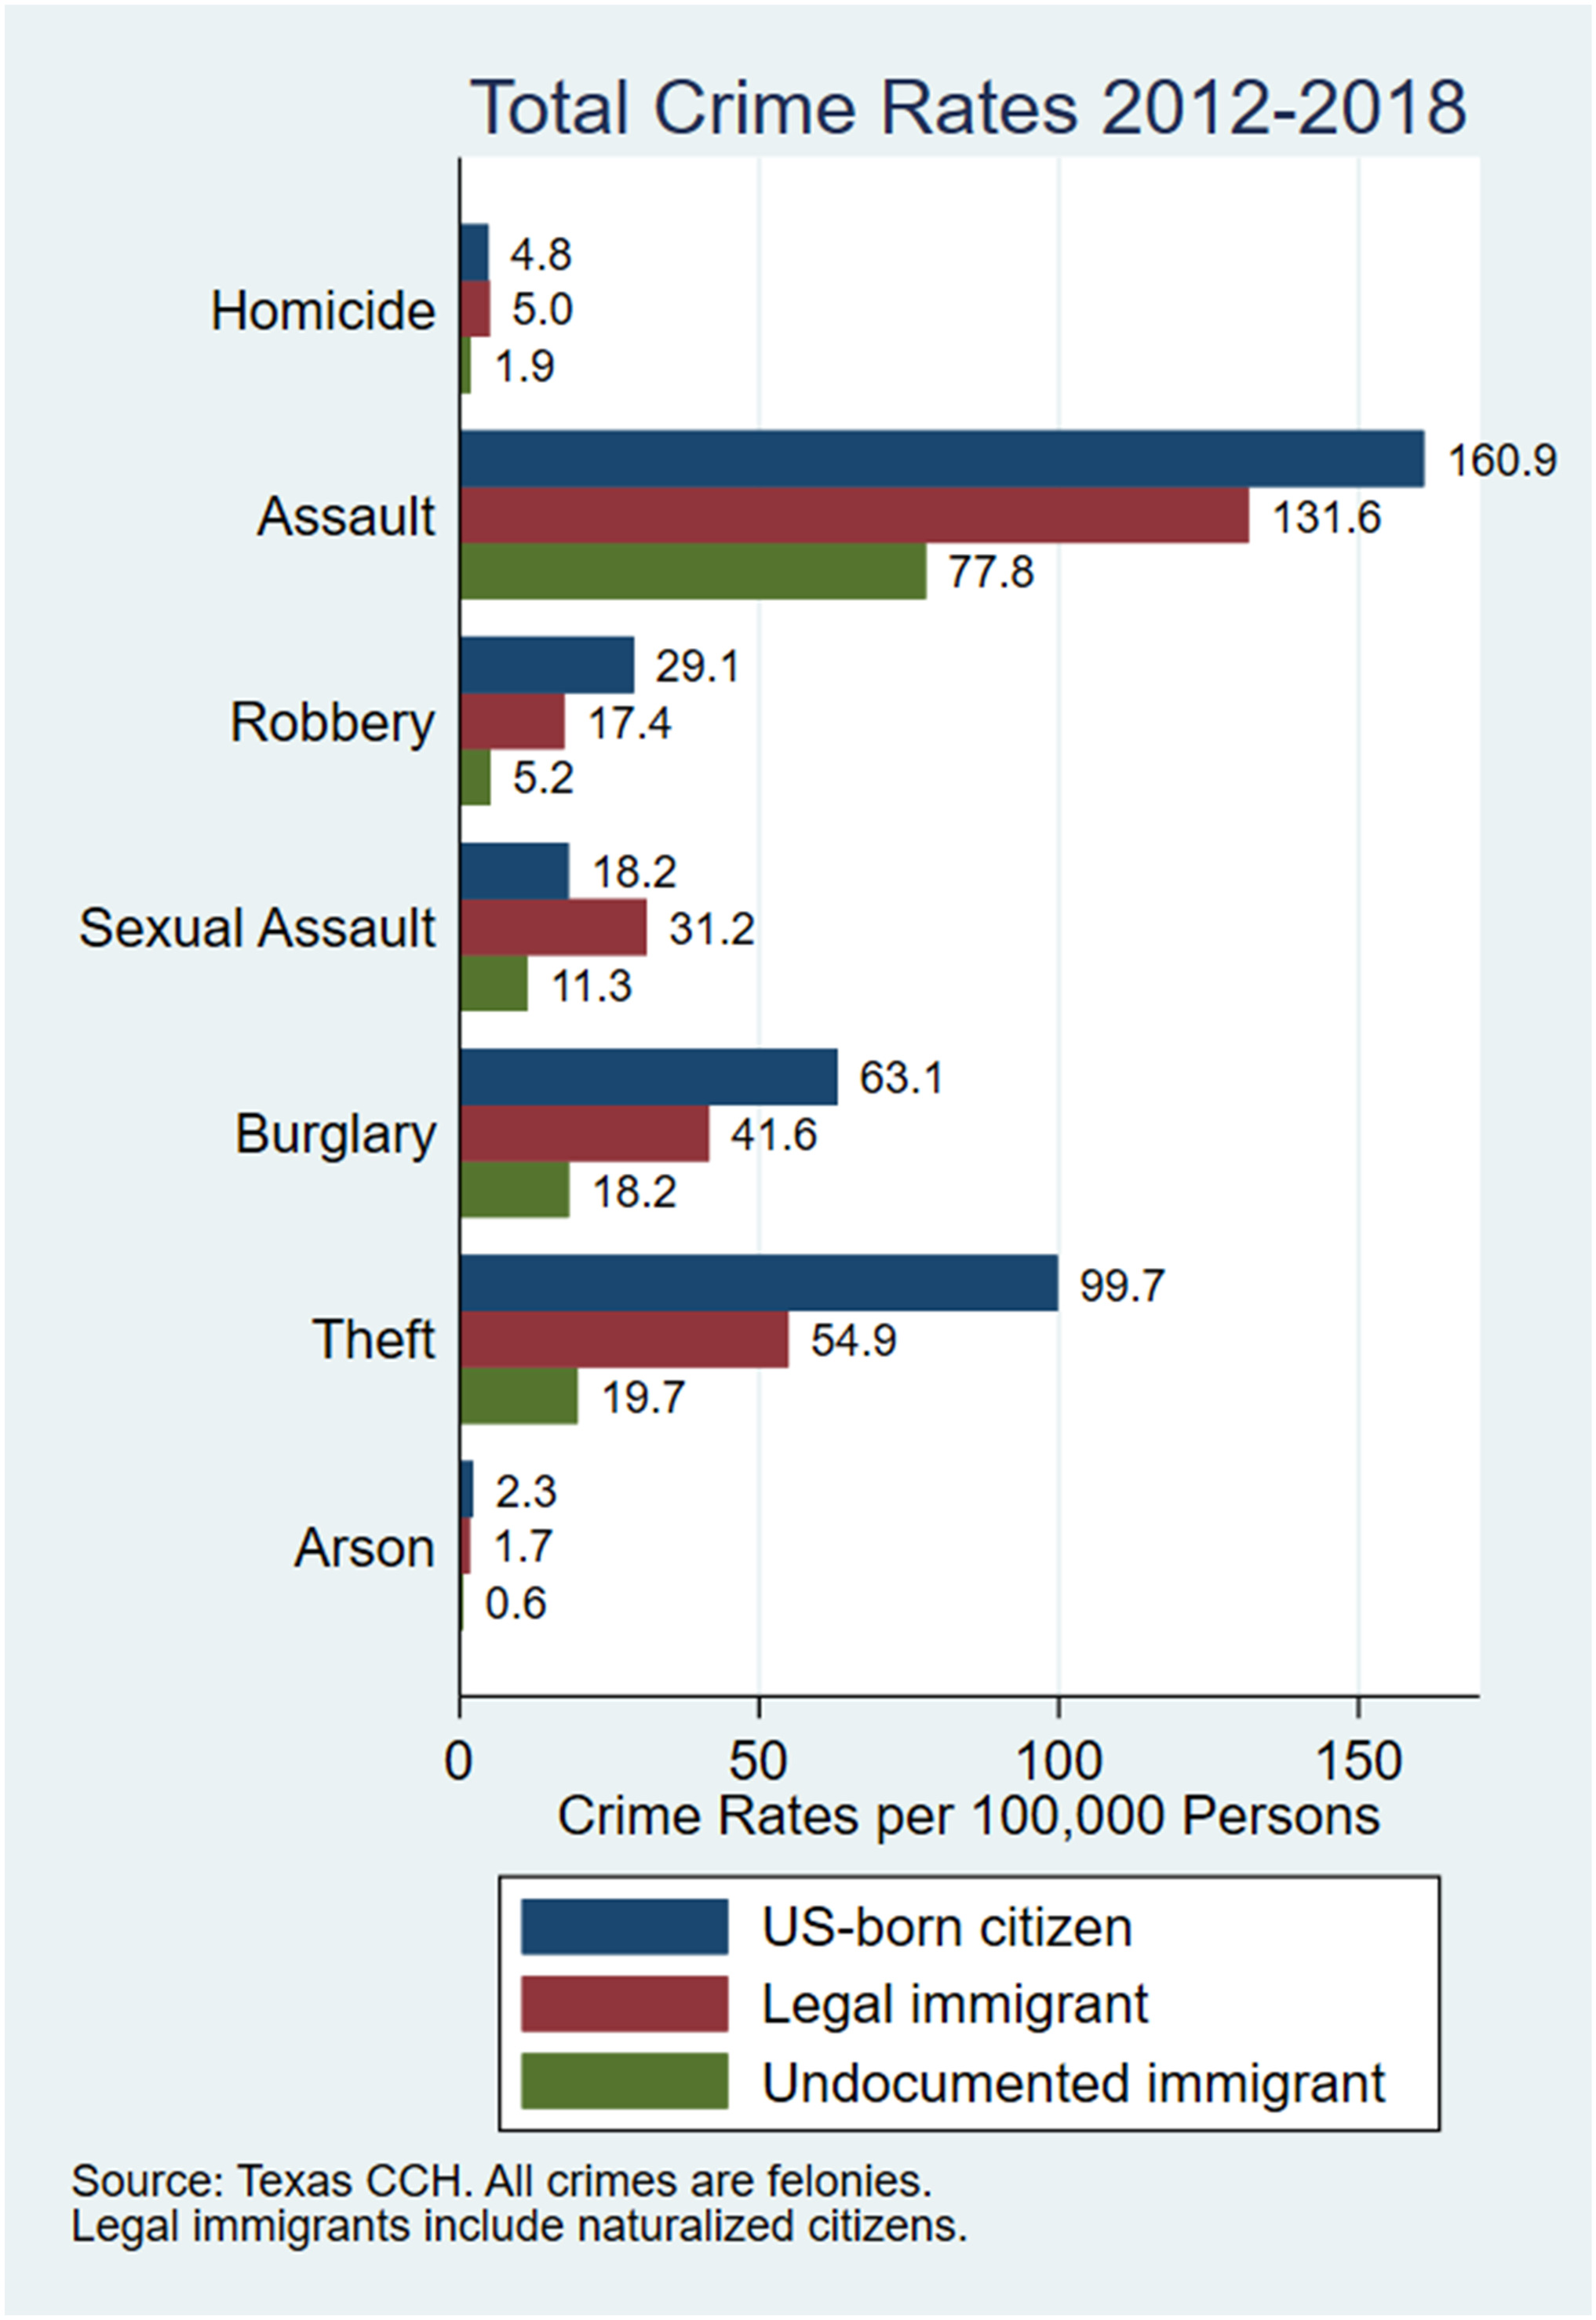 Total Crime Rates 2012-2018
Homicide
4.8
5.0
1.9
Assault
160.9
131.6
77.8
Robbery
29.1
17.4
5.2
Sexual Assault
18.2
31.2
11.3
Burglary
63.1
41.6
18.2
Theft
99.7
54.9
19.7
Arson
2.3
1.7
0.6
0 50 100 150
Crime Rates per 100,000 Persons
US-born citizen
Legal immigrant
Undocumented immigrant
Source: Texas CCH. All crimes are felonies.
Legal immigrants include naturalized citizens.